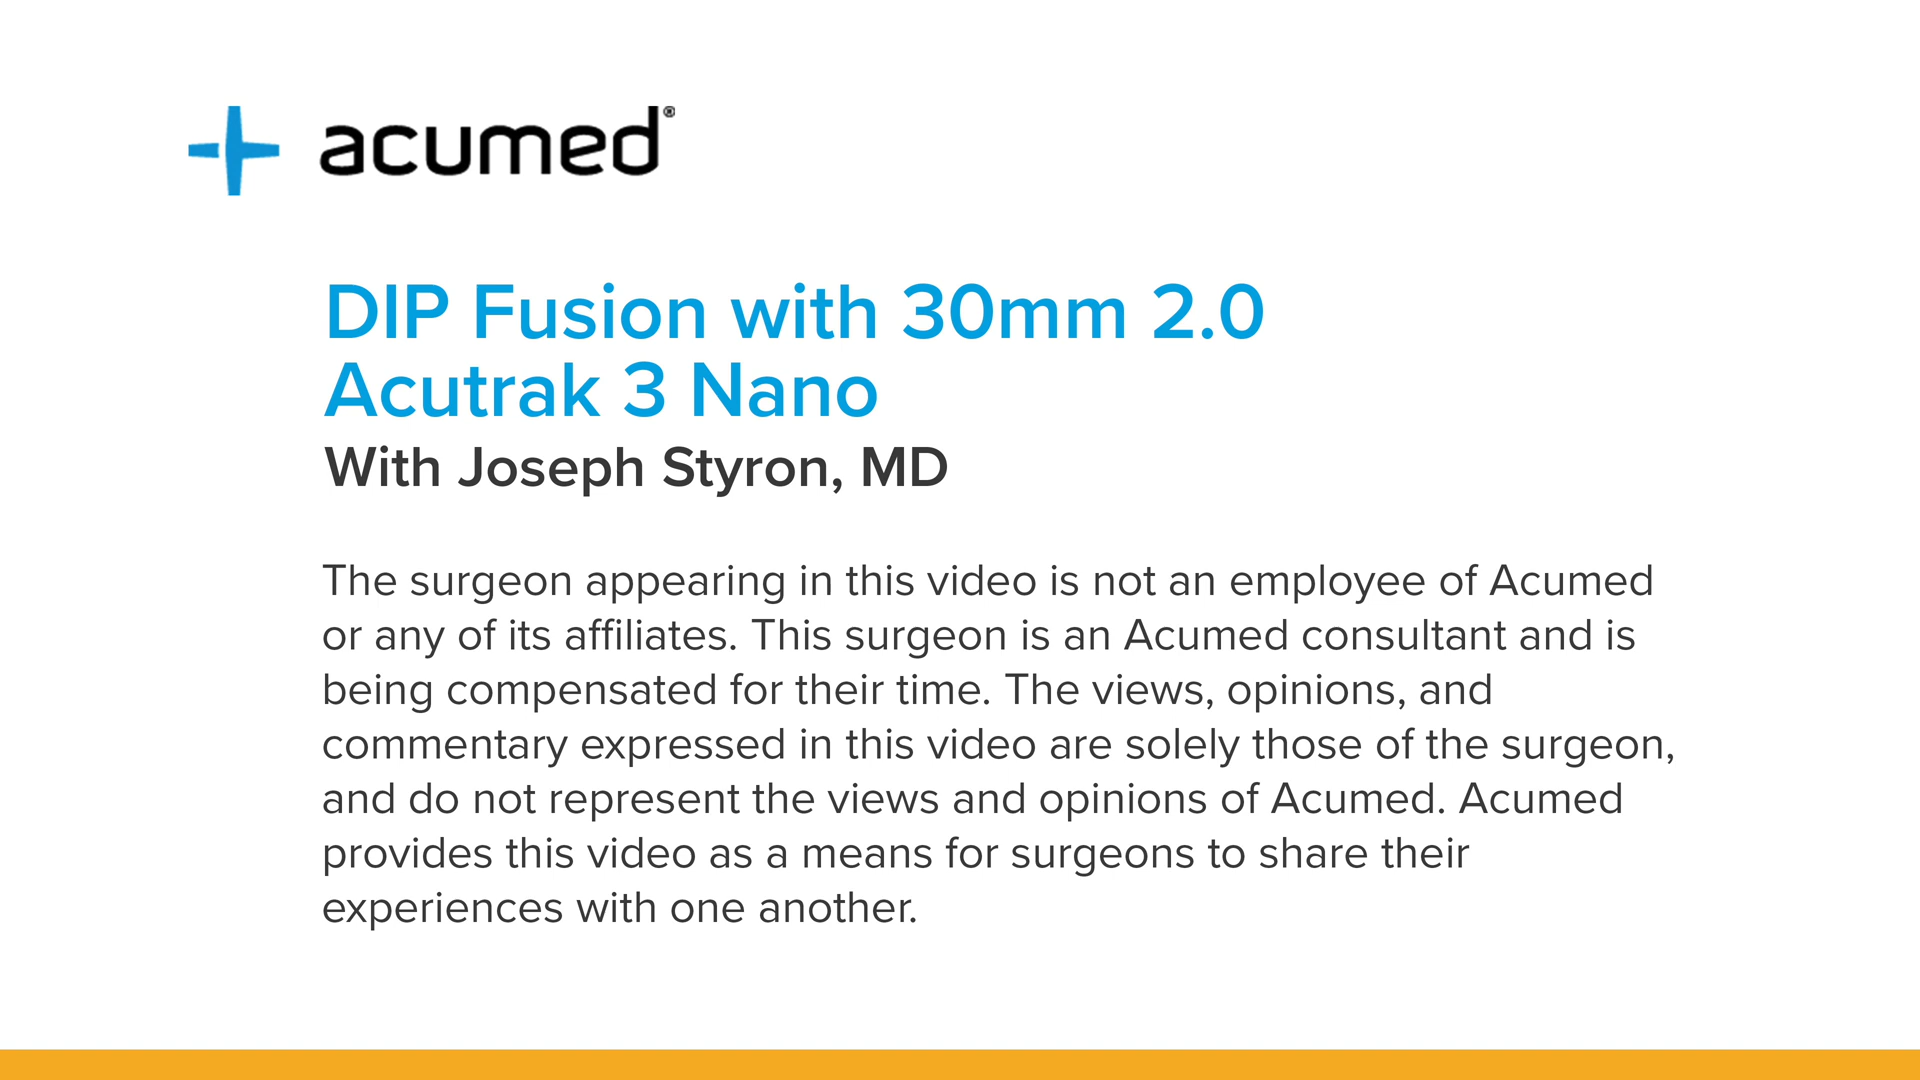 acumed®
DIP Fusion with 30mm 2.0
Acutrak 3 Nano
With Joseph Styron, MD
The surgeon appearing in this video is not an employee of Acumed
or any of its affiliates. This surgeon is an Acumed consultant and is
being compensated for their time. The views, opinions, and
commentary expressed in this video are solely those of the surgeon,
and do not represent the views and opinions of Acumed. Acumed
provides this video as a means for surgeons to share their
experiences with one another.